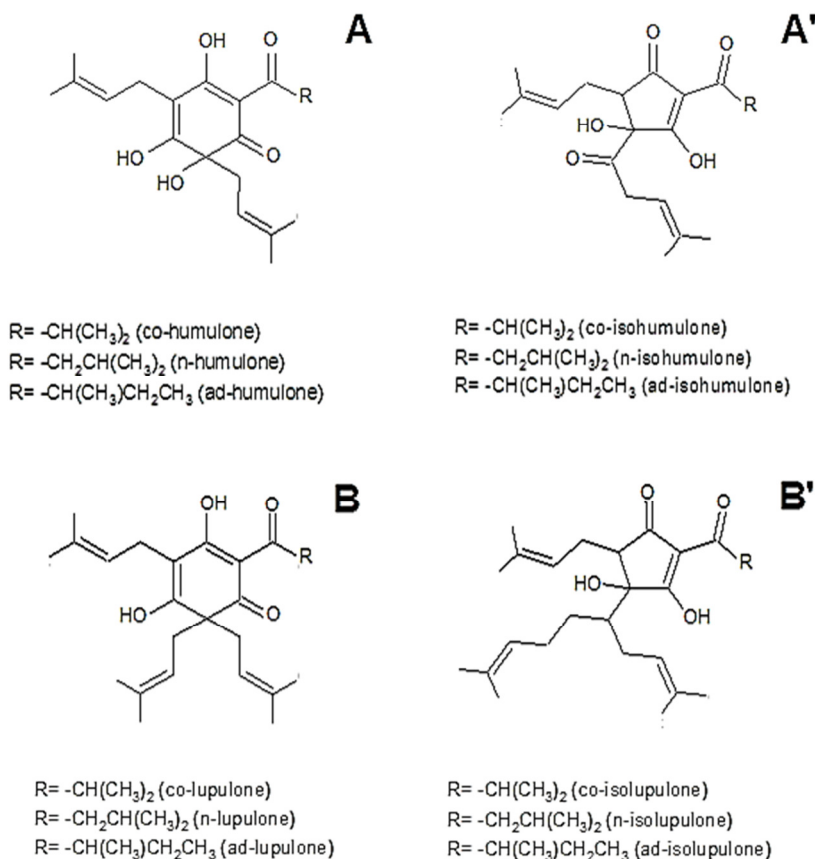 A
OH
O
R
HO
HO
O
R= -CH(CH₃)₂ (co-humulone)
R= -CH₂CH(CH₃)₂ (n-humulone)
R= -CH(CH₃)CH₂CH₃ (ad-humulone)
A'
O
O
R
HO
O
OH
R= -CH(CH₃)₂ (co-isohumulone)
R= -CH₂CH(CH₃)₂ (n-isohumulone)
R= -CH(CH₃)CH₂CH₃ (ad-isohumulone)
B
OH
O
R
HO
O
R= -CH(CH₃)₂ (co-lupulone)
R= -CH₂CH(CH₃)₂ (n-lupulone)
R= -CH(CH₃)CH₂CH₃ (ad-lupulone)
B'
O
O
R
HO
OH
R= -CH(CH₃)₂ (co-isolupulone)
R= -CH₂CH(CH₃)₂ (n-isolupulone)
R= -CH(CH₃)CH₂CH₃ (ad-isolupulone)